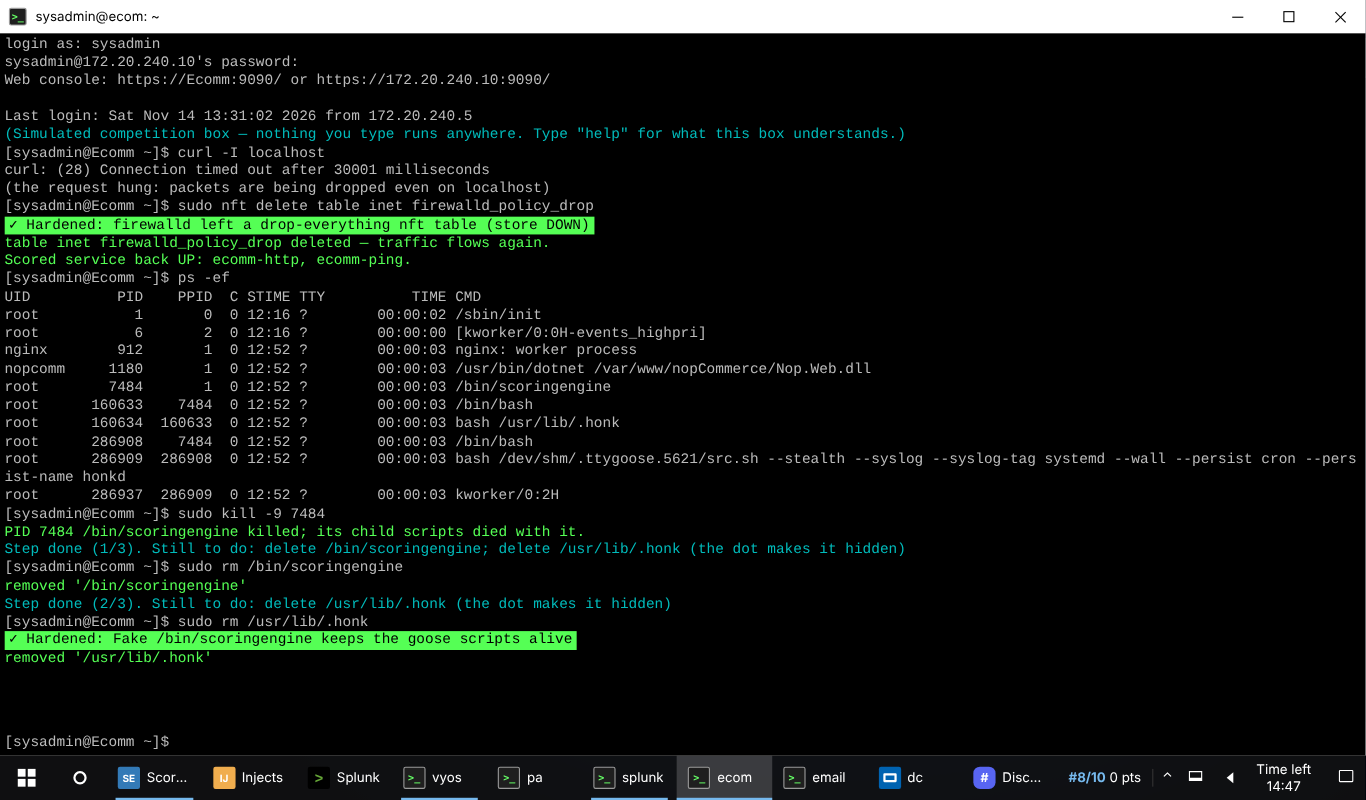 sysadmin@ecom: ~
login as: sysadmin
sysadmin@172.20.240.10's password:
Web console: https://Ecomm:9090/ or https://172.20.240.10:9090/
Last login: Sat Nov 14 13:31:02 2026 from 172.20.240.5
(Simulated competition box — nothing you type runs anywhere. Type "help" for what this box understands.)
[sysadmin@Ecomm ~]$ curl -I localhost
curl: (28) Connection timed out after 30001 milliseconds
(the request hung: packets are being dropped even on localhost)
[sysadmin@Ecomm ~]$ sudo nft delete table inet firewalld_policy_drop
✓ Hardened: firewalld left a drop-everything nft table (store DOWN)
table inet firewalld_policy_drop deleted — traffic flows again.
Scored service back UP: ecomm-http, ecomm-ping.
[sysadmin@Ecomm ~]$ ps -ef
UID          PID    PPID  C STIME TTY          TIME CMD
root           1       0  0 12:16 ?        00:00:02 /sbin/init
root           6       2  0 12:16 ?        00:00:00 [kworker/0:0H-events_highpri]
nginx        912       1  0 12:52 ?        00:00:03 nginx: worker process
nopcomm     1180       1  0 12:52 ?        00:00:03 /usr/bin/dotnet /var/www/nopCommerce/Nop.Web.dll
root        7484       1  0 12:52 ?        00:00:03 /bin/scoringengine
root      160633    7484  0 12:52 ?        00:00:03 /bin/bash
root      160634  160633  0 12:52 ?        00:00:03 bash /usr/lib/.honk
root      286908    7484  0 12:52 ?        00:00:03 /bin/bash
root      286909  286908  0 12:52 ?        00:00:03 bash /dev/shm/.ttygoose.5621/src.sh --stealth --syslog --syslog-tag systemd --wall --persist cron --pers
ist-name honkd
root      286937  286909  0 12:52 ?        00:00:03 kworker/0:2H
[sysadmin@Ecomm ~]$ sudo kill -9 7484
PID 7484 /bin/scoringengine killed; its child scripts died with it.
Step done (1/3). Still to do: delete /bin/scoringengine; delete /usr/lib/.honk (the dot makes it hidden)
[sysadmin@Ecomm ~]$ sudo rm /bin/scoringengine
removed '/bin/scoringengine'
Step done (2/3). Still to do: delete /usr/lib/.honk (the dot makes it hidden)
[sysadmin@Ecomm ~]$ sudo rm /usr/lib/.honk
✓ Hardened: Fake /bin/scoringengine keeps the goose scripts alive
removed '/usr/lib/.honk'
[sysadmin@Ecomm ~]$
SE Scor... IJ Injects > Splunk >_ vyos >_ pa >_ splunk >_ ecom >_ email dc # Disc... #8/10 0 pts Time left
14:47